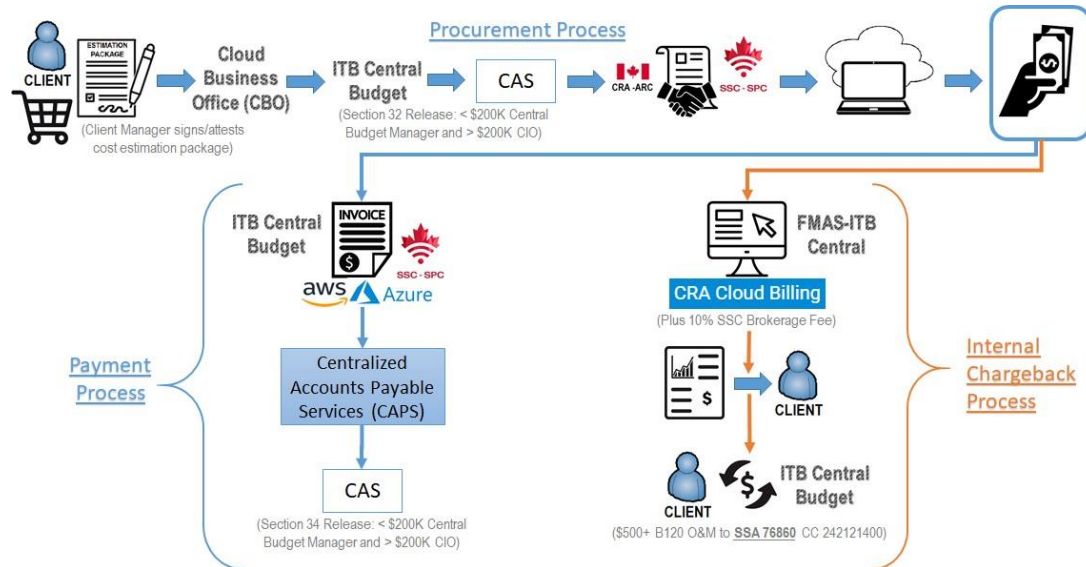 Procurement Process
ESTIMATION
PACKAGE
CLIENT
(Client Manager signs/attests
cost estimation package)
Cloud
Business
Office (CBO)
ITB Central
Budget
(Section 32 Release: < $200K Central
Budget Manager and > $200K CIO)
CAS
CRA -ARC
SSC - SPC
Payment
Process
ITB Central
Budget
INVOICE
$
SSC - SPC
aws
Azure
Centralized
Accounts Payable
Services (CAPS)
CAS
(Section 34 Release: < $200K Central
Budget Manager and > $200K CIO)
FMAS-ITB
Central
CRA Cloud Billing
(Plus 10% SSC Brokerage Fee)
$
CLIENT
CLIENT
$
ITB Central
Budget
($500+ B120 O&M to SSA 76860 CC 242121400)
Internal
Chargeback
Process